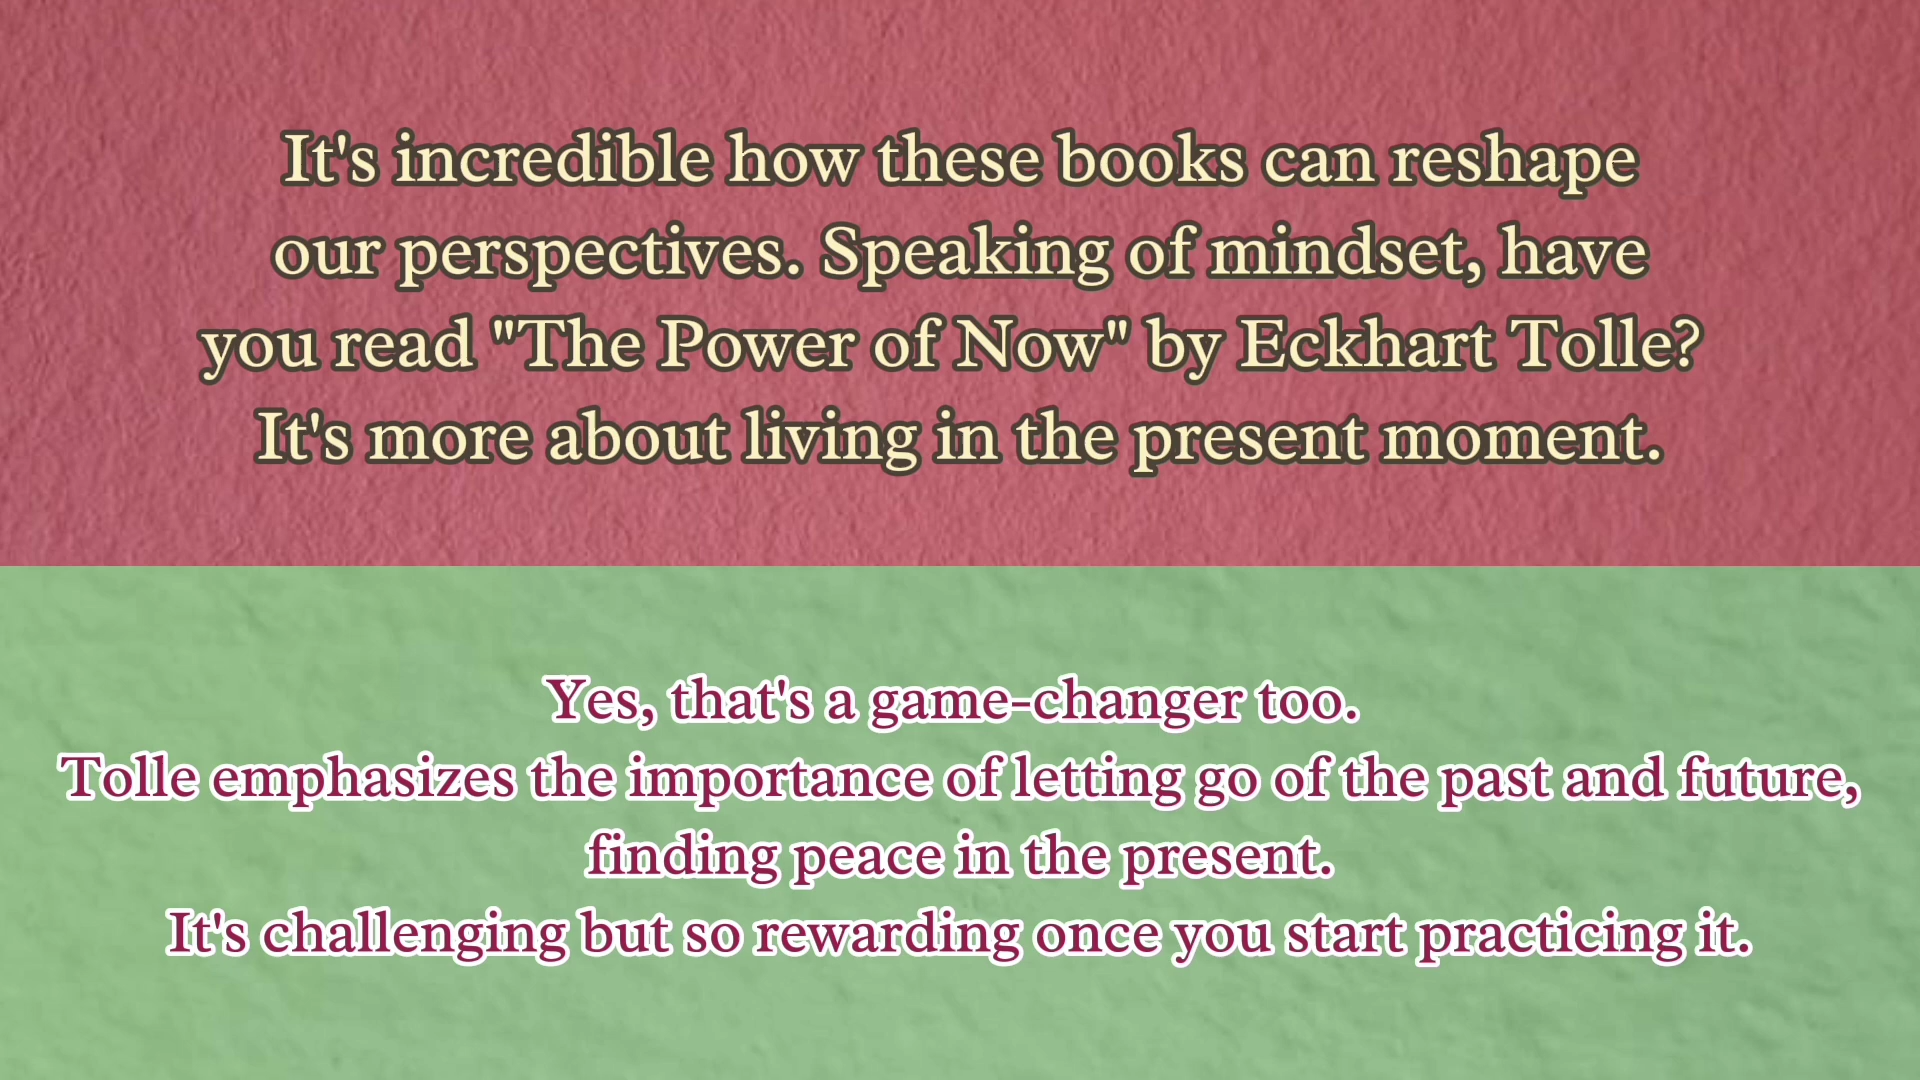 It's incredible how these books can reshape
our perspectives. Speaking of mindset, have
you read "The Power of Now" by Eckhart Tolle?
It's more about living in the present moment.
Yes, that's a game-changer too.
Tolle emphasizes the importance of letting go of the past and future,
finding peace in the present.
It's challenging but so rewarding once you start practicing it.